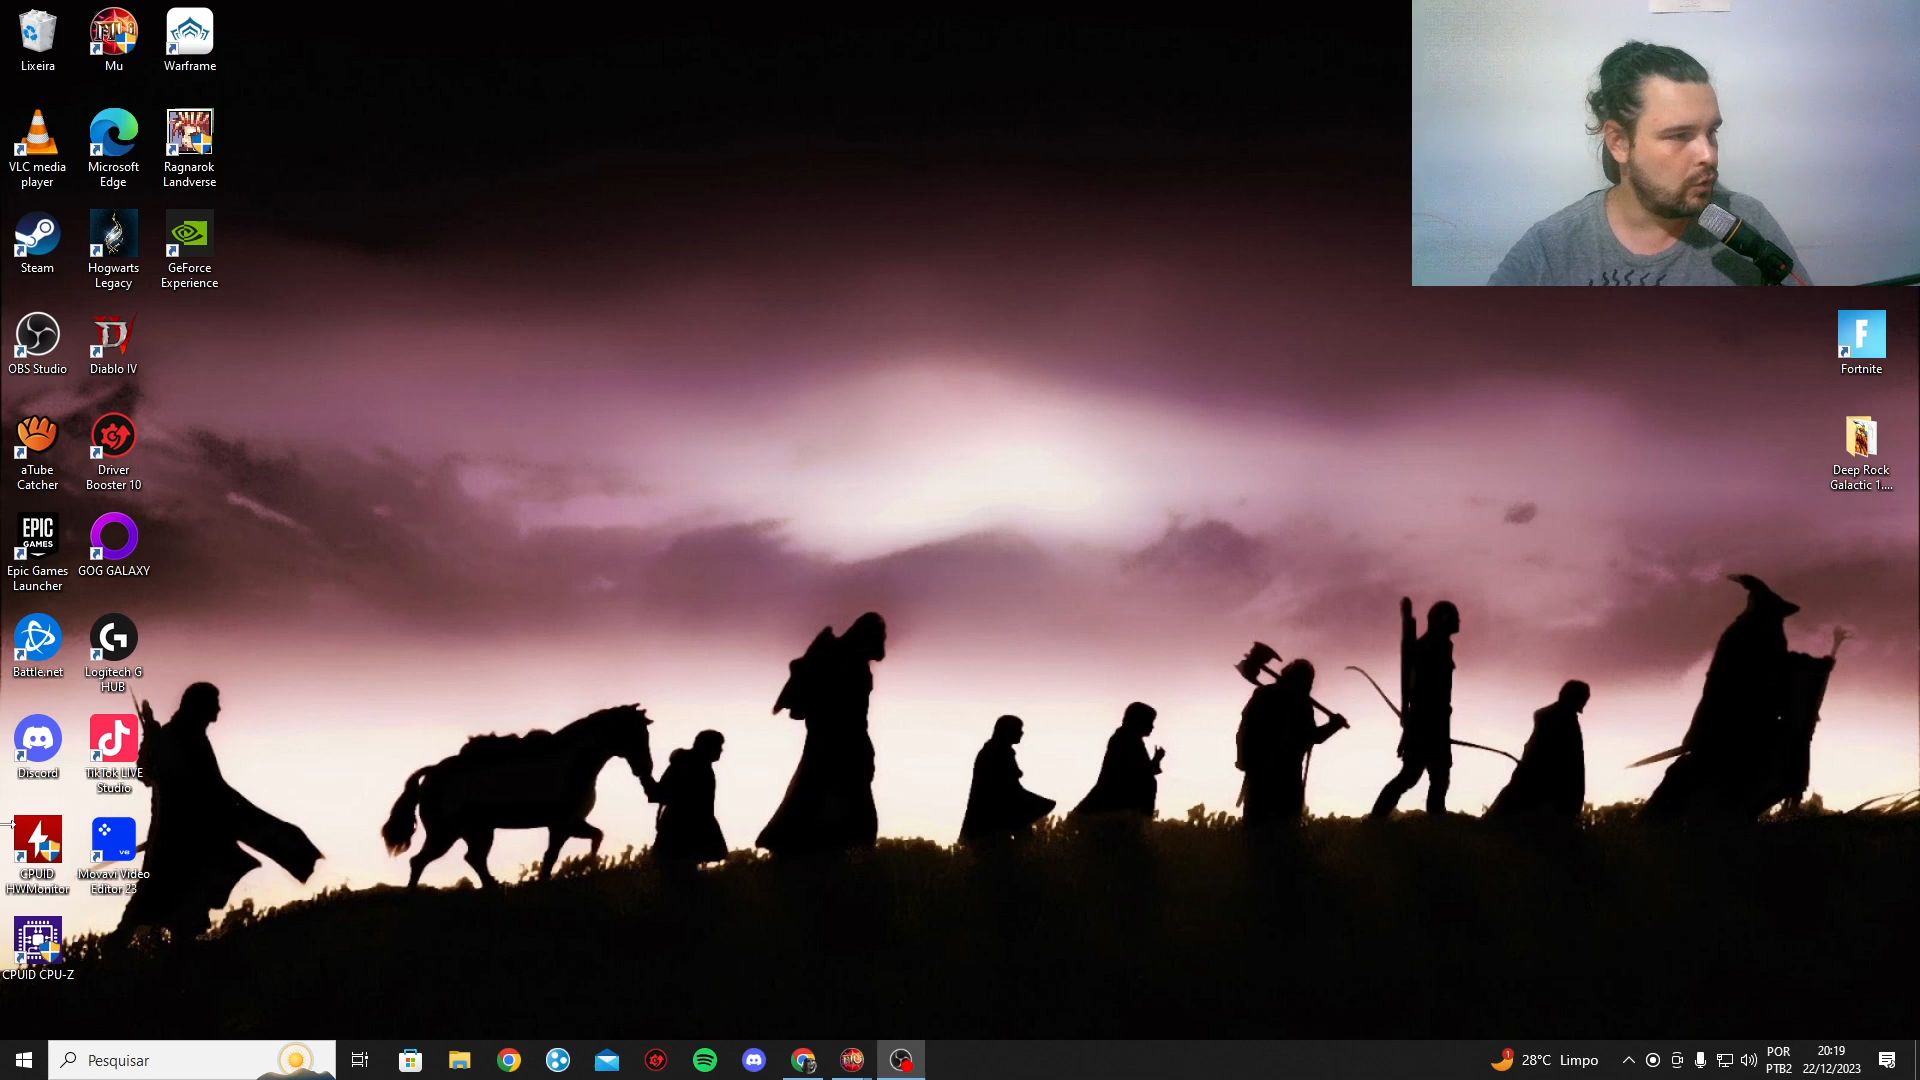 Lixeira
Mu
Warframe
VLC media
player
Microsoft
Edge
Ragnarok
Landverse
Steam
Hogwarts
Legacy
GeForce
Experience
OBS Studio
Diablo IV
Fortnite
aTube
Catcher
Driver
Booster 10
Deep Rock
Galactic 1....
EPIC
GAMES
Epic Games
Launcher
GOG GALAXY
Battle.net
Logitech G
HUB
Discord
TikTok LIVE
Studio
CPUID
HWMonitor
Movavi Video
Editor 23
CPUID CPU-Z
Pesquisar
1
28°C Limpo
POR
PTB2
20:19
22/12/2023